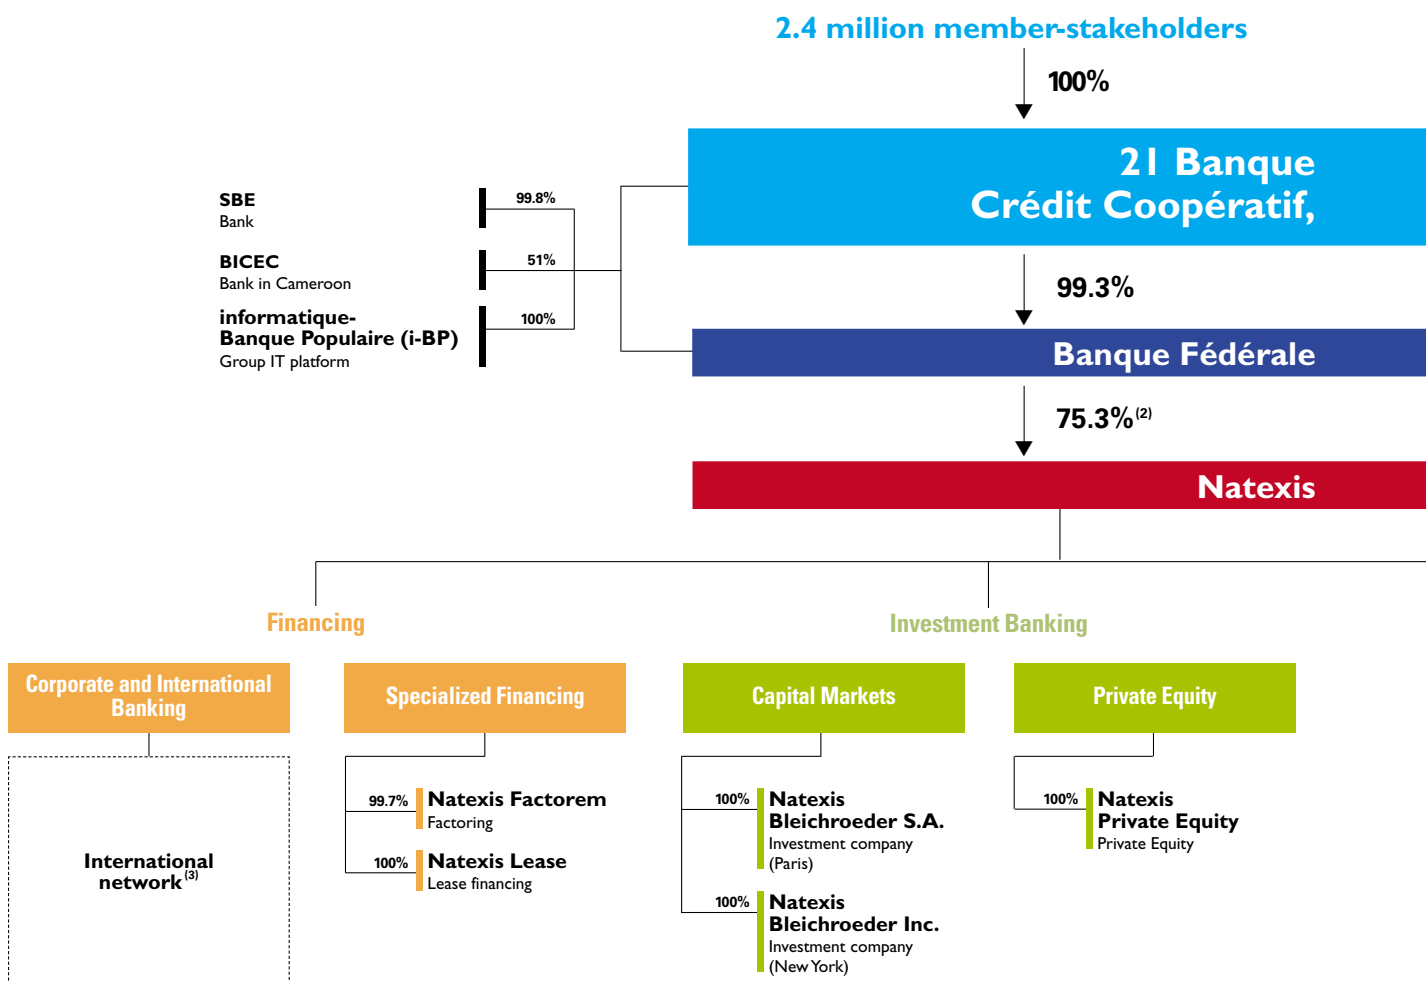 2.4 million member-stakeholders
100%
21 Banque
Crédit Coopératif,
SBE
Bank
99.8%
BICEC
Bank in Cameroon
51%
informatique-
Banque Populaire (i-BP)
Group IT platform
100%
99.3%
Banque Fédérale
75.3% (2)
Natexis
Financing
Investment Banking
Corporate and International
Banking
Specialized Financing
Capital Markets
Private Equity
International
network (3)
99.7%
Natexis Factorem
Factoring
100%
Natexis Lease
Lease financing
100%
Natexis
Bleichroeder S.A.
Investment company
(Paris)
100%
Natexis
Bleichroeder Inc.
Investment company
(New York)
100%
Natexis
Private Equity
Private Equity